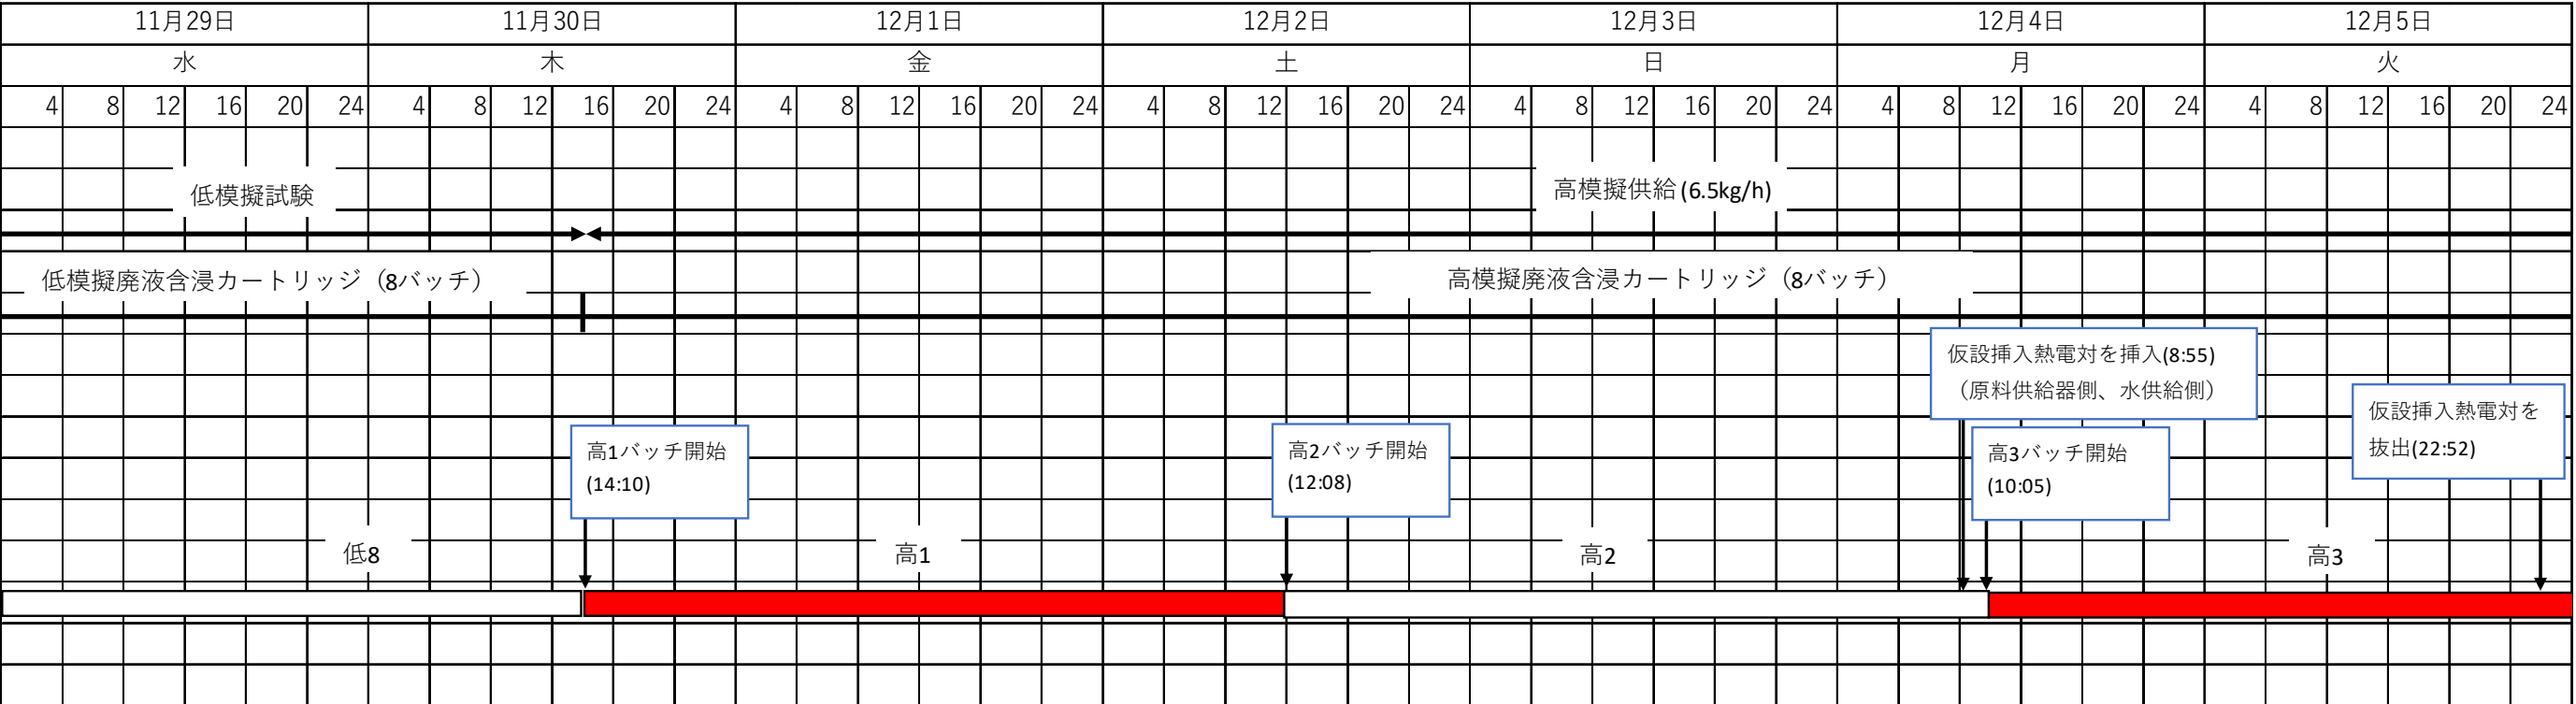 11月29日 11月30日 12月1日 12月2日 12月3日 12月4日 12月5日
水 木 金 土 日 月 火
4 8 12 16 20 24 4 8 12 16 20 24 4 8 12 16 20 24 4 8 12 16 20 24 4 8 12 16 20 24 4 8 12 16 20 24 4 8 12 16 20 24
低模擬試験
高模擬供給(6.5kg/h)
低模擬廃液含浸カートリッジ（8バッチ）
高模擬廃液含浸カートリッジ（8バッチ）
仮設挿入熱電対を挿入(8:55)
（原料供給器側、水供給側）
仮設挿入熱電対を
抜出(22:52)
高1バッチ開始
(14:10)
高2バッチ開始
(12:08)
高3バッチ開始
(10:05)
低8 高1 高2 高3